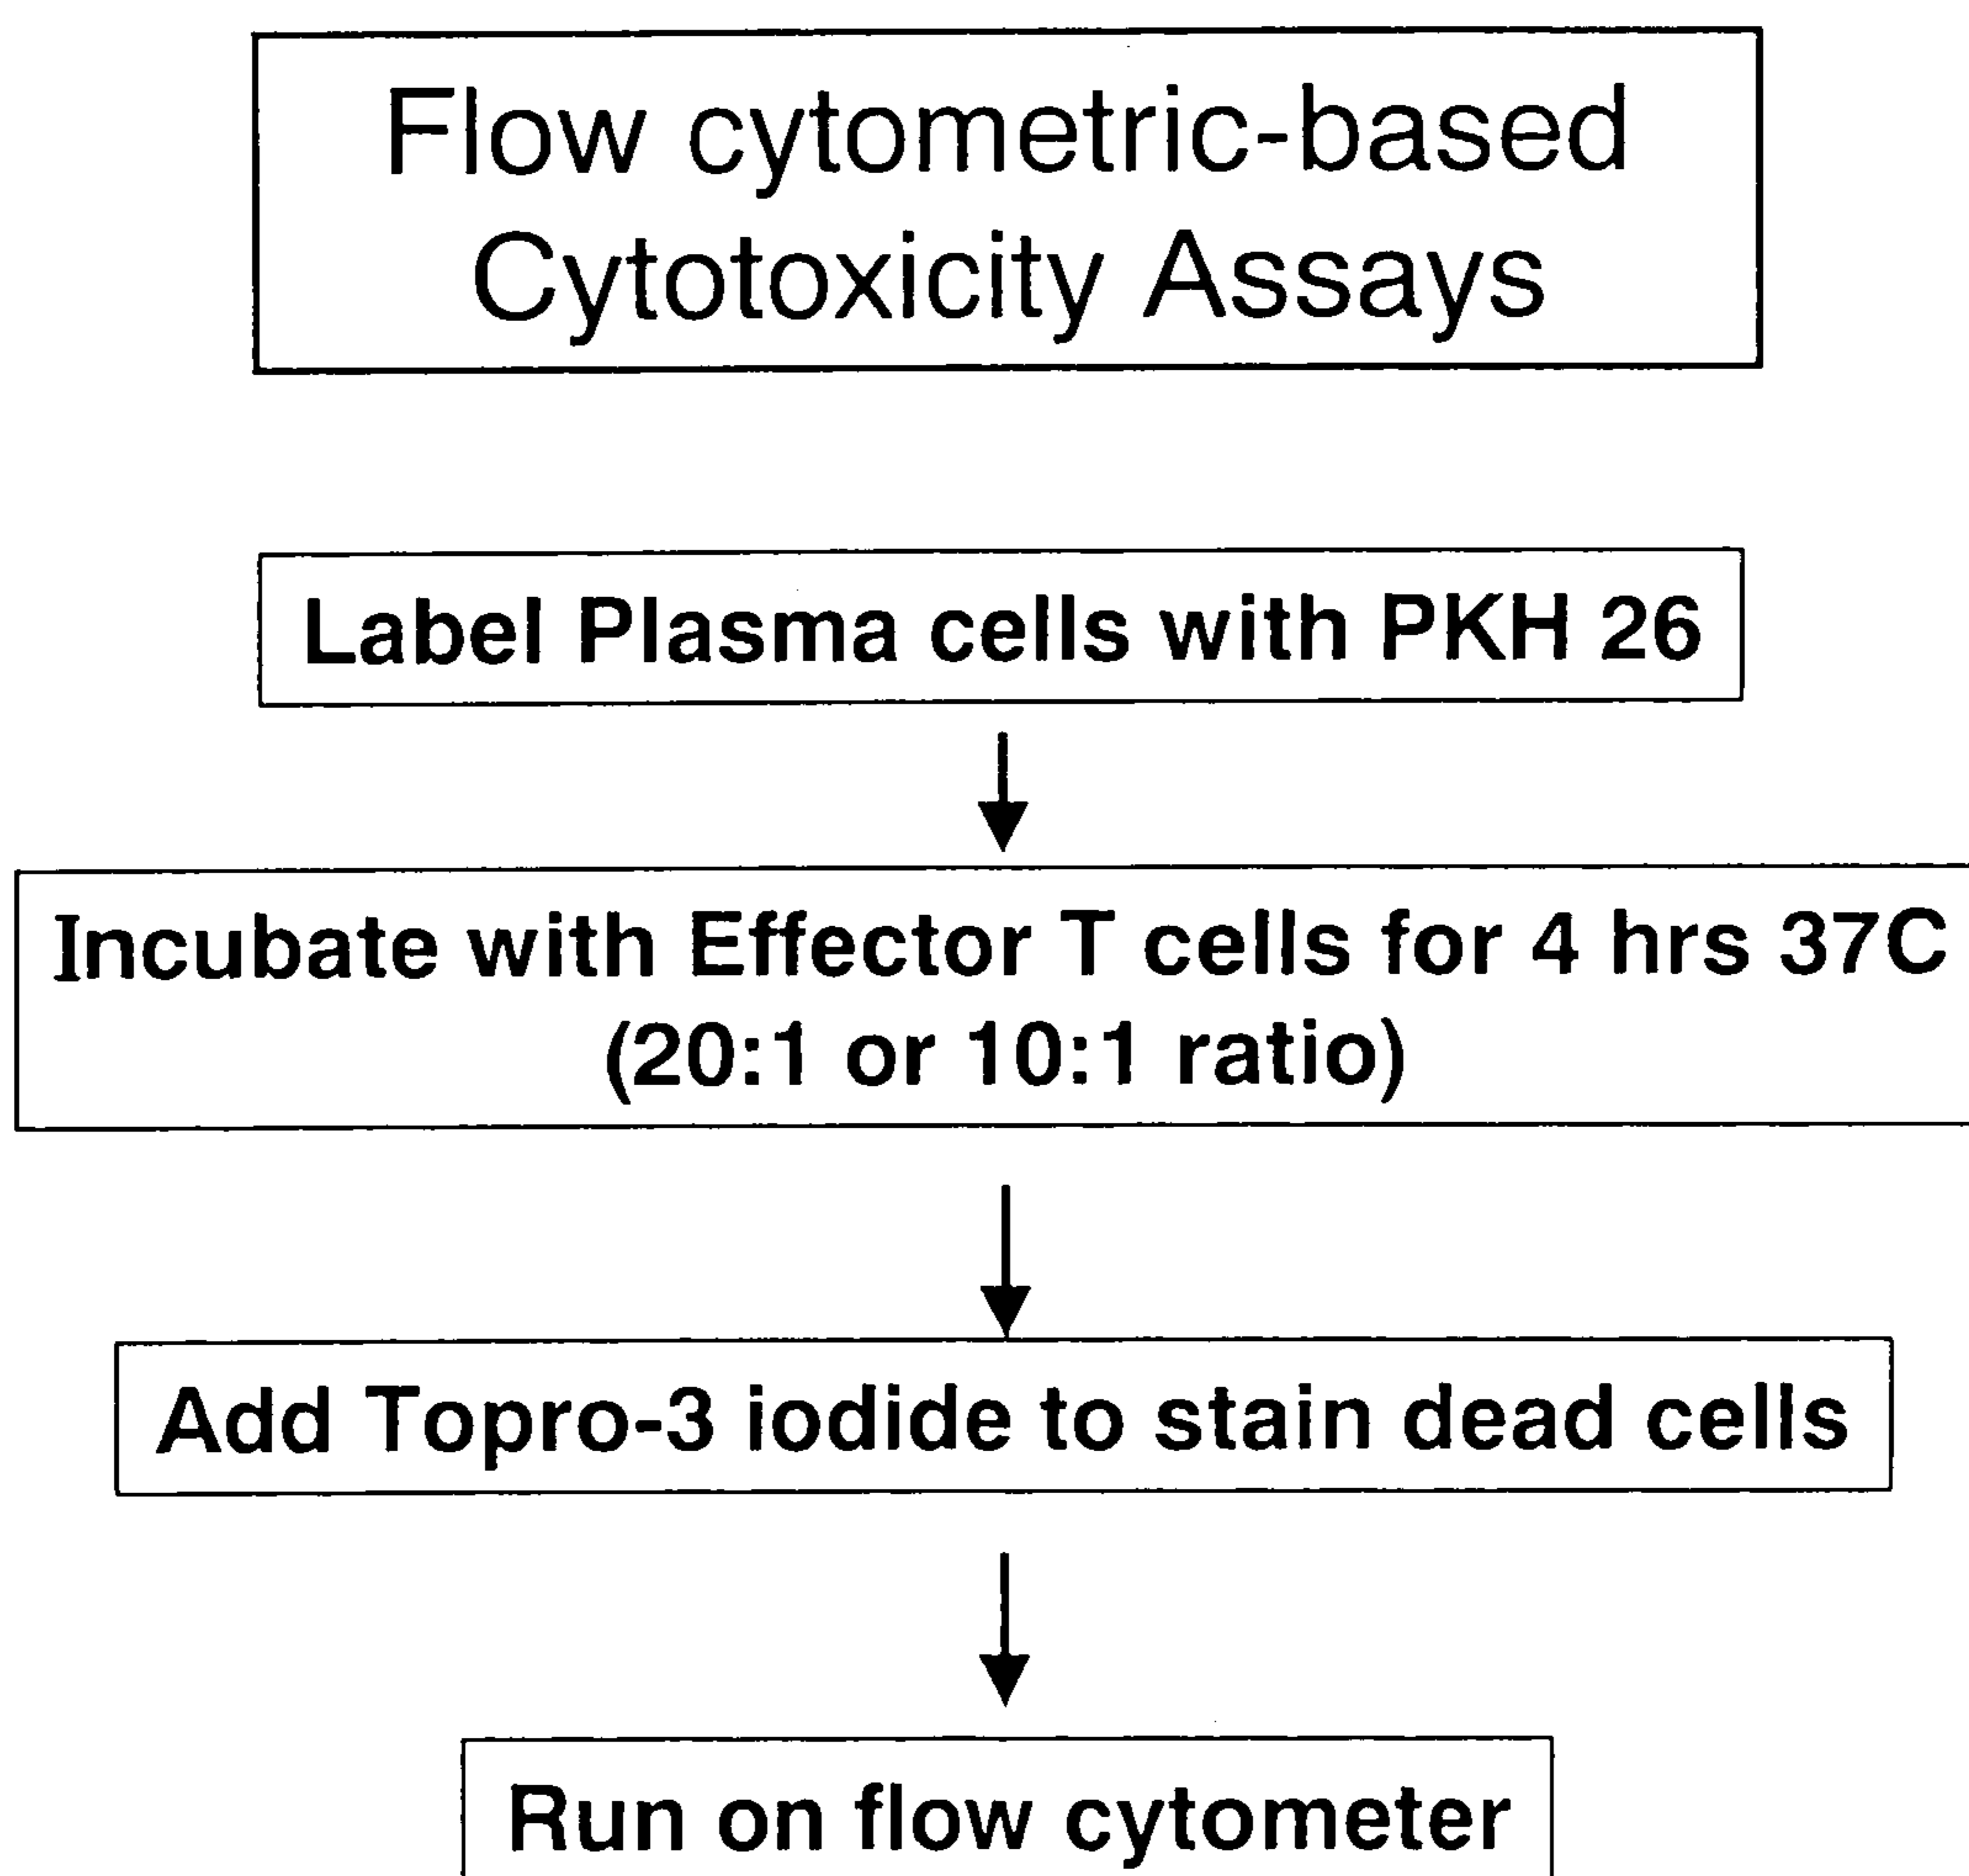 Flow cytometric-based
Cytotoxicity Assays
Label Plasma cells with PKH 26
Incubate with Effector T cells for 4 hrs 37C
(20:1 or 10:1 ratio)
Add Topro-3 iodide to stain dead cells
Run on flow cytometer